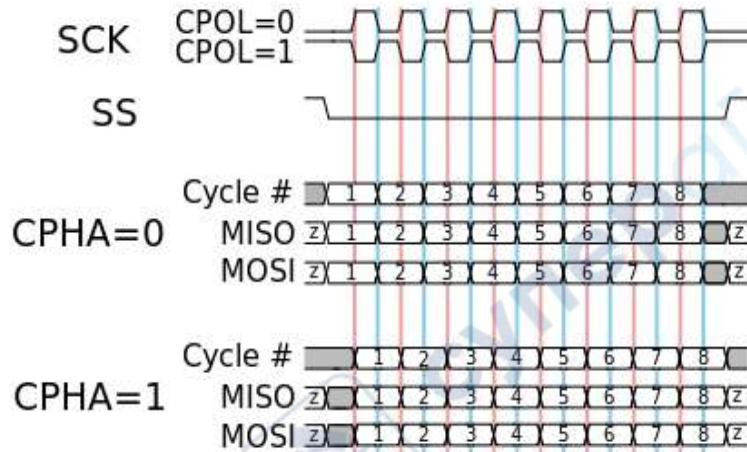 CPOL=0
SCK
CPOL=1
SS
Cycle # 1 2 3 4 5 6 7 8
CPHA=0 MISO z 1 2 3 4 5 6 7 8 z
MOSI z 1 2 3 4 5 6 7 8 z
Cycle # 1 2 3 4 5 6 7 8
CPHA=1 MISO z 1 2 3 4 5 6 7 8 z
MOSI z 1 2 3 4 5 6 7 8 z